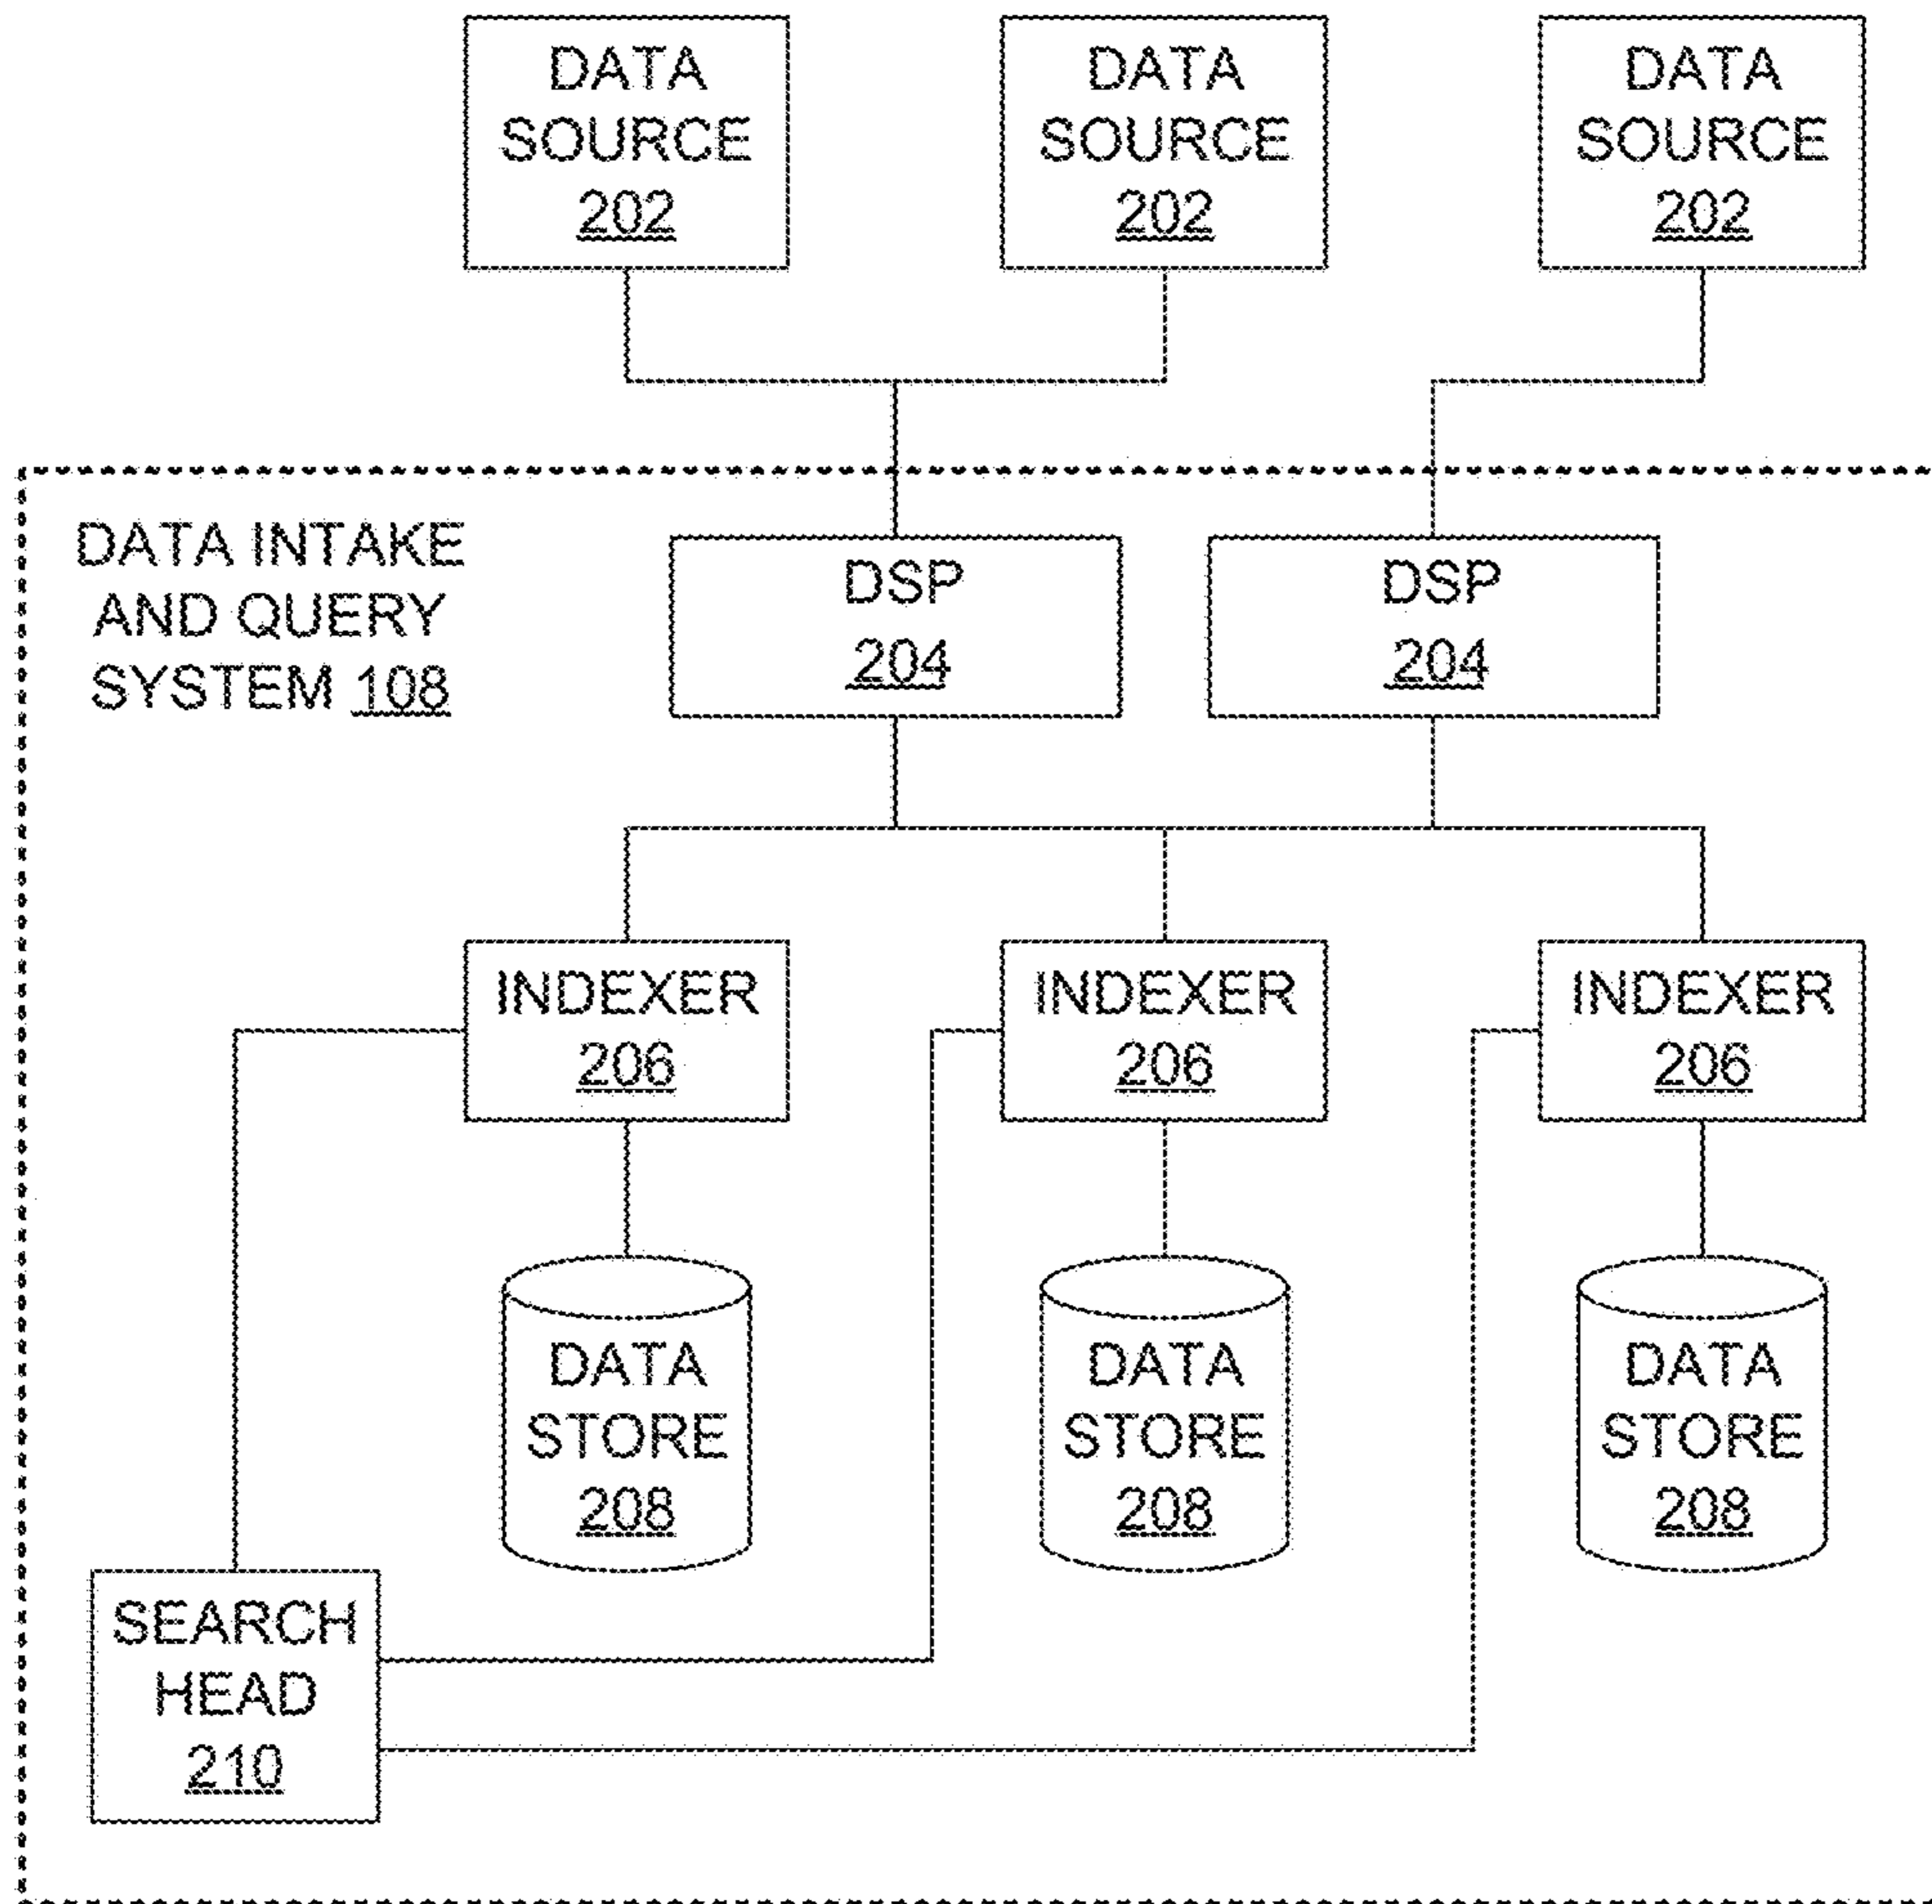 DATA
SOURCE
202
DATA
SOURCE
202
DATA
SOURCE
202
DATA INTAKE
AND QUERY
SYSTEM 108
DSP
204
DSP
204
INDEXER
206
INDEXER
206
INDEXER
206
DATA
STORE
208
DATA
STORE
208
DATA
STORE
208
SEARCH
HEAD
210